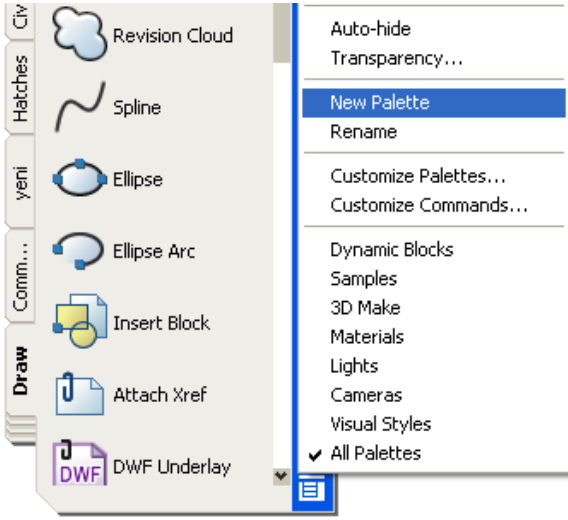 Civ
Hatches
yeni
Comm...
Draw
Revision Cloud
Spline
Ellipse
Ellipse Arc
Insert Block
Attach Xref
DWF
DWF Underlay
Auto-hide
Transparency...
New Palette
Rename
Customize Palettes...
Customize Commands...
Dynamic Blocks
Samples
3D Make
Materials
Lights
Cameras
Visual Styles
All Palettes